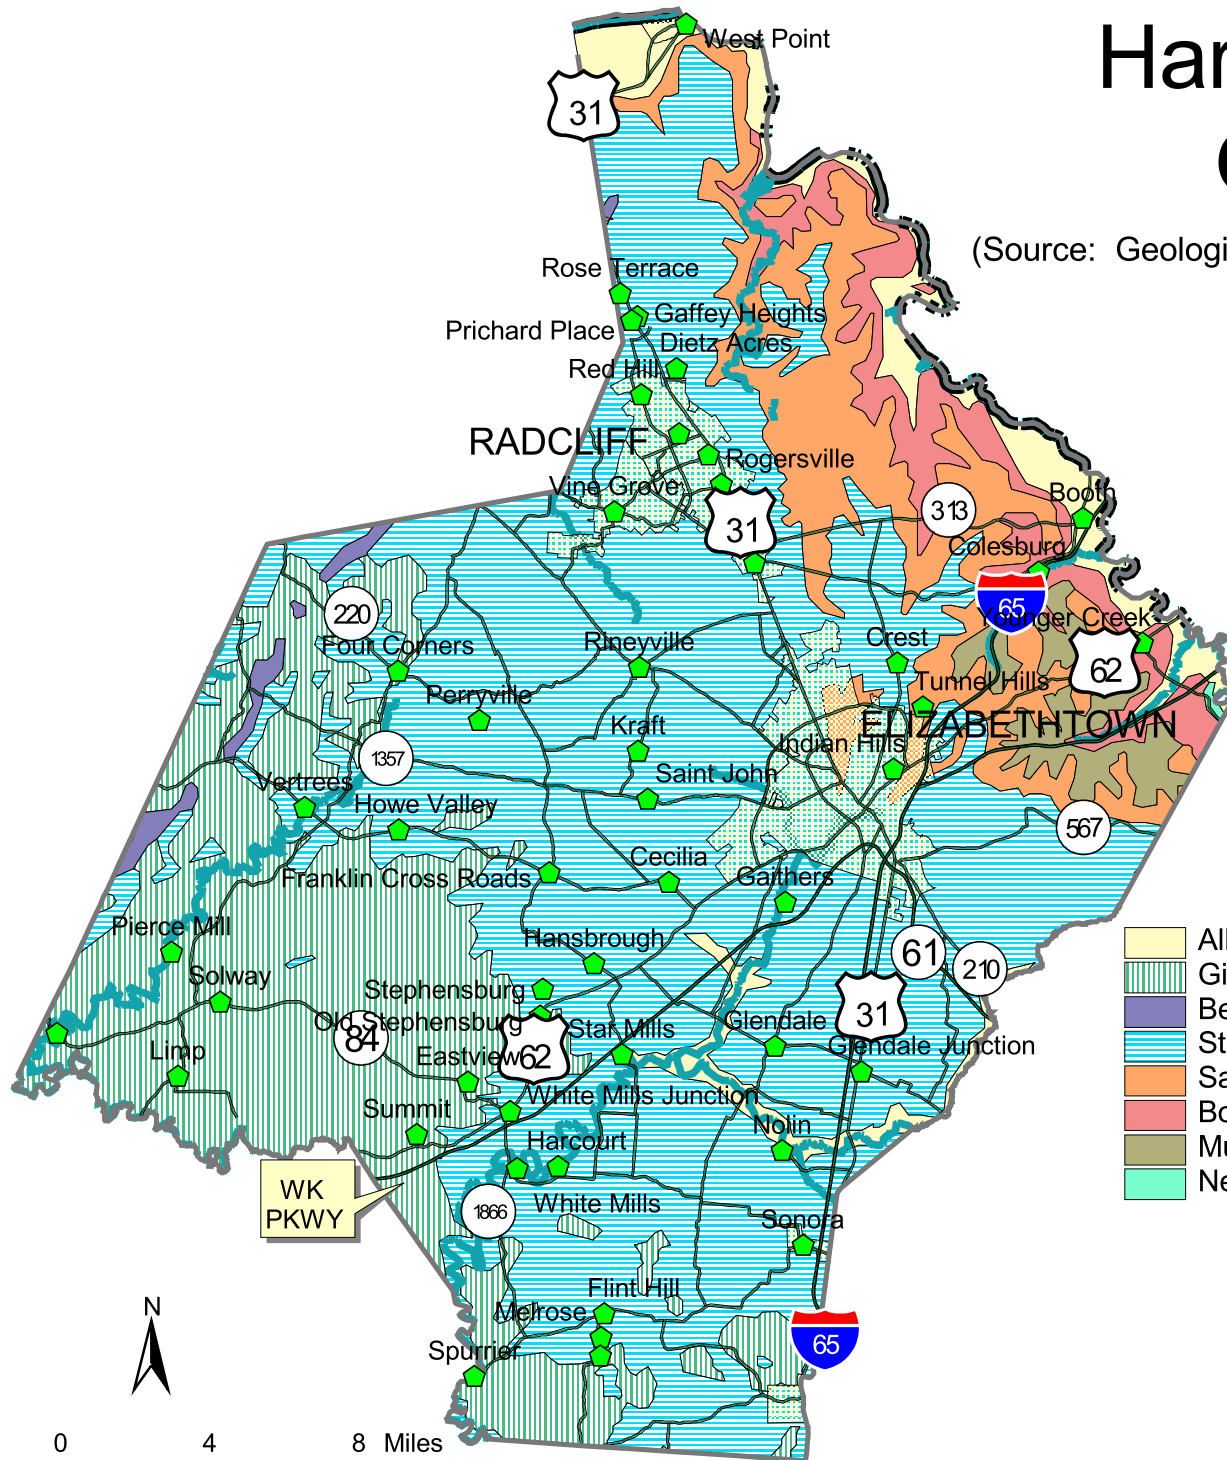 Har
(Source: Geologi
West Point
31
Rose Terrace
Gaffey Heights
Prichard Place
Dietz Acres
Red Hill
RADCLIFF
Rogersville
Vine Grove
31
313
Booth
Colesburg
65
220
Younger Creek
Four Corners
Rineyville
Crest
62
Perryville
Tunnel Hills
Kraft
ELIZABETHTOWN
Indian Hills
1357
Saint John
Vertrees
Howe Valley
567
Cecilia
Franklin Cross Roads
Gaithers
Pierce Mill
Hansbrough
61
210
Solway
Stephensburg
31
Old Stephensburg
84
Star Mills
Glendale
Limp
Eastview
62
Glendale Junction
White Mills Junction
Summit
Nolin
Harcourt
WK
PKWY
White Mills
1866
Sonora
Flint Hill
Melrose
65
Spurrier
All
Gi
Be
St
Sa
Bo
Mu
Ne
N
0 4 8 Miles